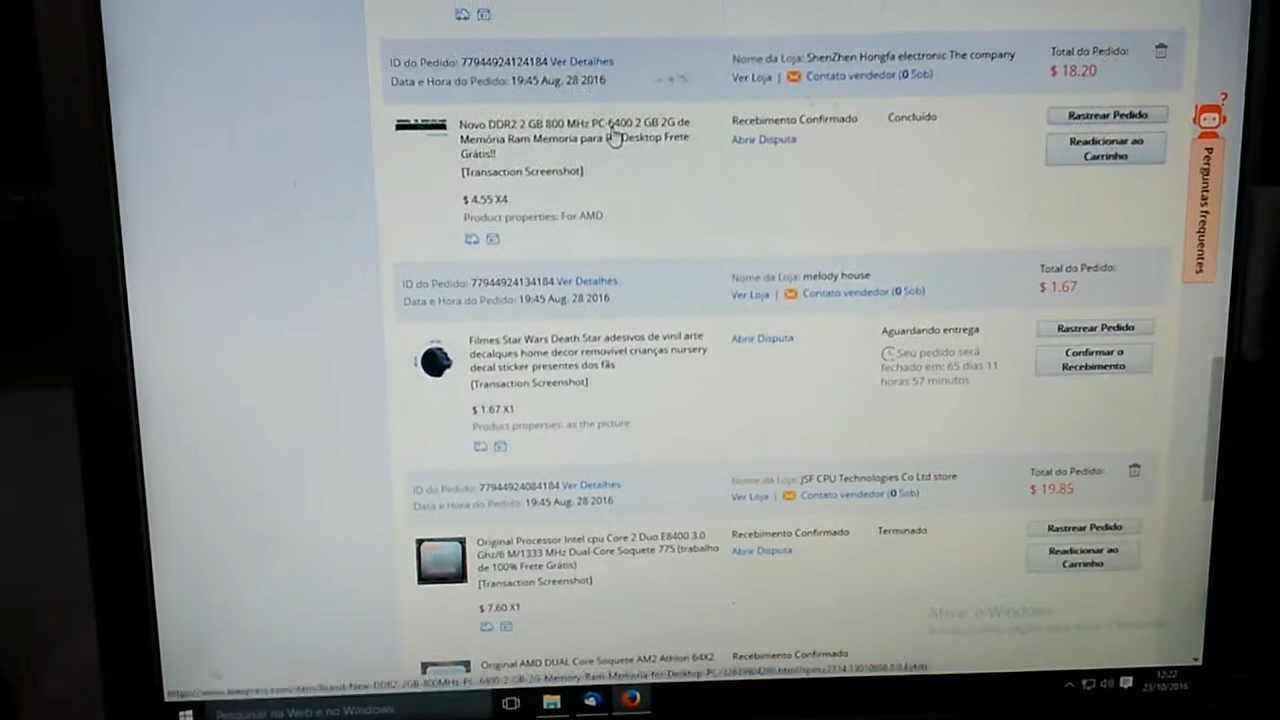 ID do Pedido: 77944924124184 Ver Detalhes
Data e Hora do Pedido: 19:45 Aug. 28 2016
Nome da Loja: ShenZhen Hongfa electronic The company
Ver Loja | Contato vendedor (0 Sob)
Total do Pedido:
$ 18.20
Novo DDR2 2 GB 800 MHz PC-6400 2 GB 2G de
Memória Ram Memoria para Desktop Frete
Grátis!!
[Transaction Screenshot]
$ 4.55 X4
Product properties: For AMD
Recebimento Confirmado
Abrir Disputa
Concluído
Rastrear Pedido
Readicionar ao
Carrinho
?
Perguntas frequentes
ID do Pedido: 77944924134184 Ver Detalhes
Data e Hora do Pedido: 19:45 Aug. 28 2016
Nome da Loja: melody house
Ver Loja | Contato vendedor (0 Sob)
Total do Pedido:
$ 1.67
Filmes Star Wars Death Star adesivos de vinil arte
decalques home decor removível crianças nursery
decal sticker presentes dos fãs
[Transaction Screenshot]
$ 1.67 X1
Product properties: as the picture
Abrir Disputa
Aguardando entrega
Seu pedido será
fechado em: 65 dias 11
horas 57 minutos
Rastrear Pedido
Confirmar o
Recebimento
ID do Pedido: 77944924084184 Ver Detalhes
Data e Hora do Pedido: 19:45 Aug. 28 2016
Nome da Loja: JSF CPU Technologies Co Ltd store
Ver Loja | Contato vendedor (0 Sob)
Total do Pedido:
$ 19.85
Original Processor Intel cpu Core 2 Duo E8400 3.0
Ghz/6 M/1333 MHz Dual-Core Soquete 775 (trabalho
de 100% Frete Grátis)
[Transaction Screenshot]
$ 7.60 X1
Recebimento Confirmado
Abrir Disputa
Terminado
Rastrear Pedido
Readicionar ao
Carrinho
Ativar o Windows
Original AMD DUAL Core Soquete AM2 Athlon 64X2
Recebimento Confirmado
Pesquisar na Web e no Windows
12:22
23/10/2016